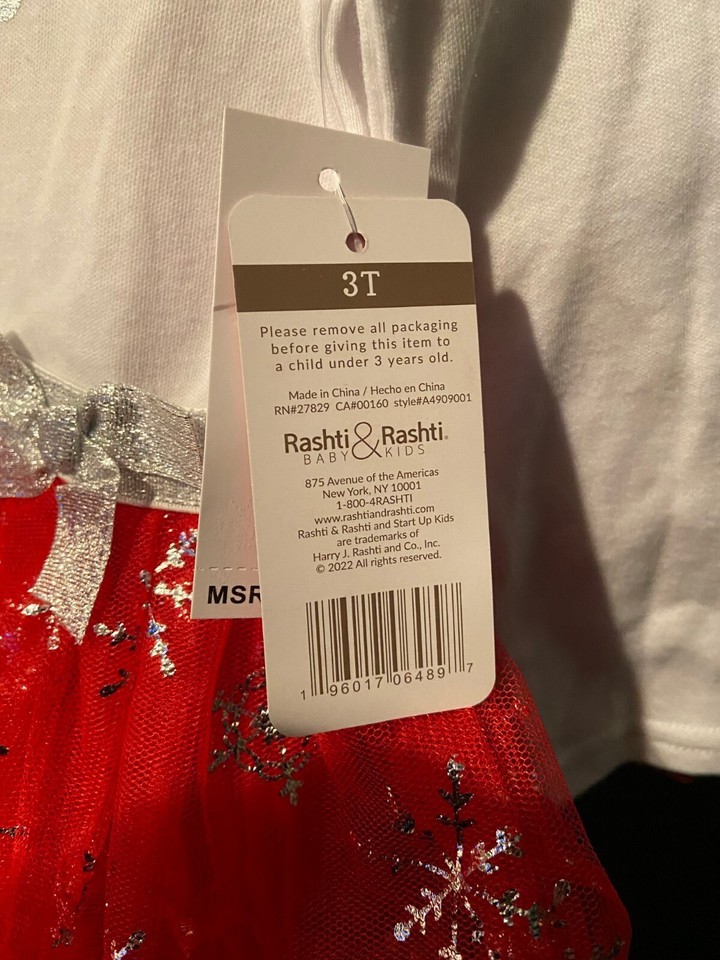 3T
Please remove all packaging
before giving this item to
a child under 3 years old.
Made in China / Hecho en China
RN#27829 CA#00160 style#A4909001
Rashti & Rashti®
BABY KIDS
875 Avenue of the Americas
New York, NY 10001
1-800-4RASHTI
www.rashtiandrashti.com
Rashti & Rashti and Start Up Kids
are trademarks of
Harry J. Rashti and Co., Inc.
© 2022 All rights reserved.
MSR
1 96017 06489 7